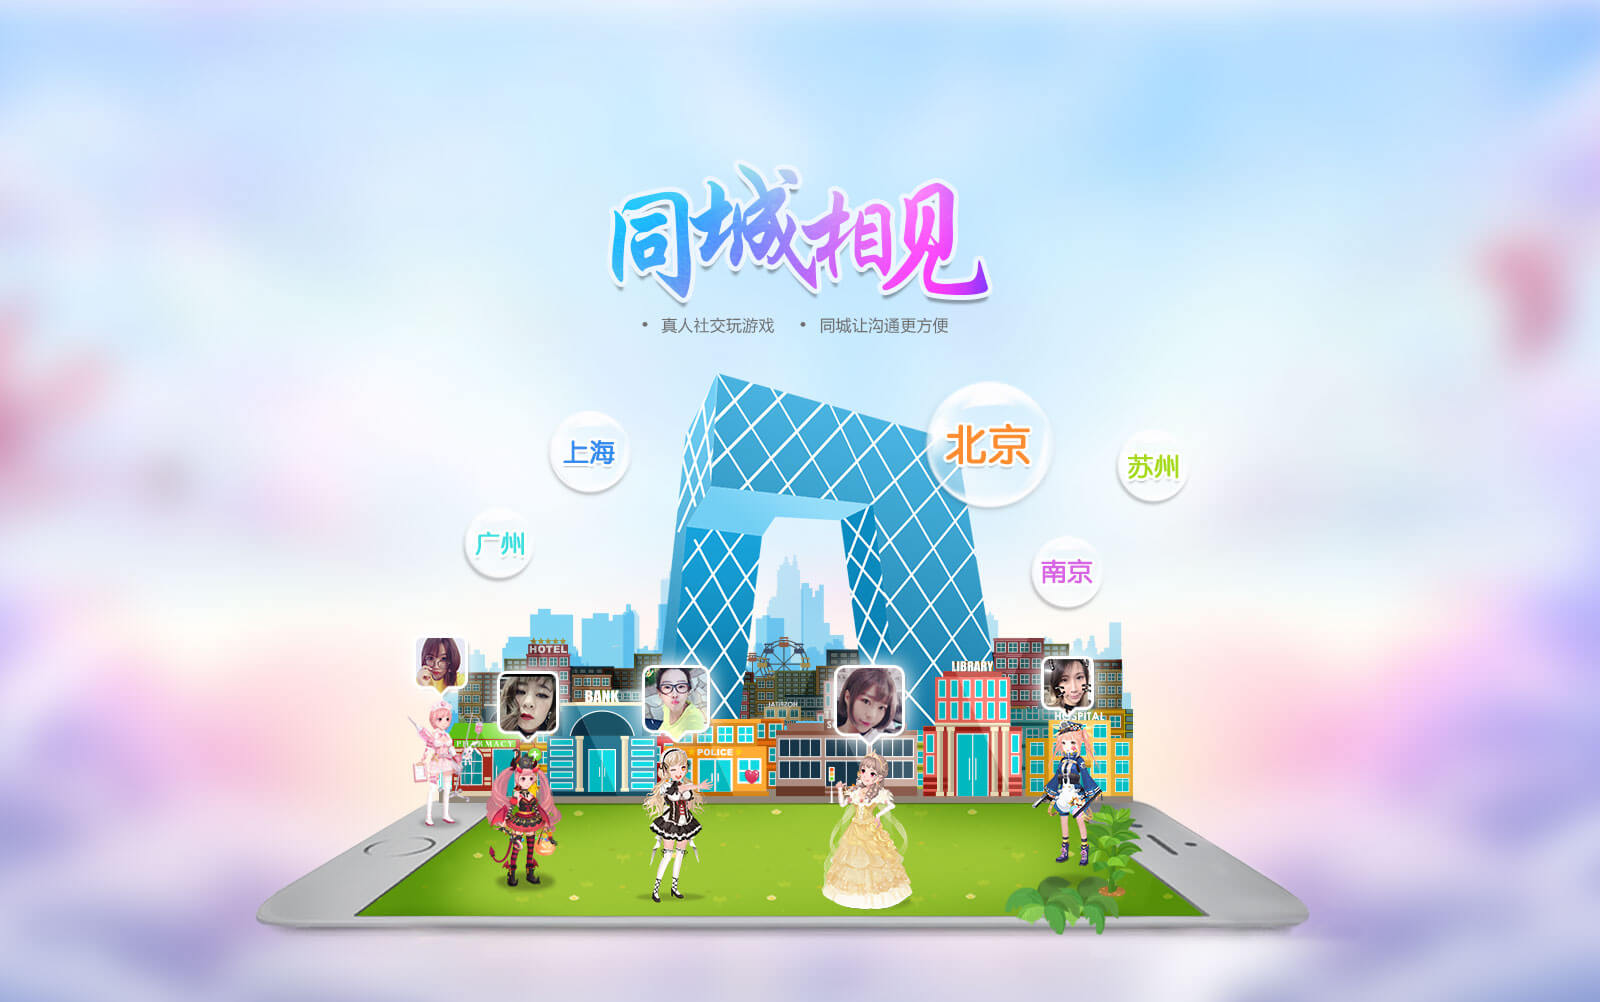 同城相见
• 真人社交玩游戏 • 同城让沟通更方便
北京
上海
苏州
广州
南京
HOTEL
LIBRARY
BANK
HOSPITAL
PHARMACY
POLICE